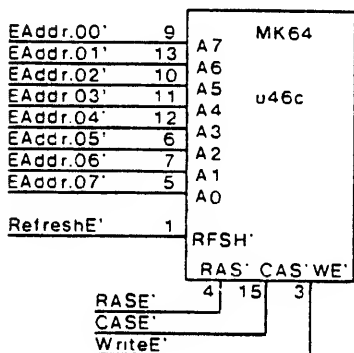 EAddr.00' 9 A7 MK64
EAddr.01' 13 A6
EAddr.02' 10 A5 u46c
EAddr.03' 11 A4
EAddr.04' 12 A3
EAddr.05' 6 A2
EAddr.06' 7 A1
EAddr.07' 5 A0
RefreshE' 1 RFSH'
RAS' CAS' WE'
RASE' 4 15 3
CASE'
WriteE'